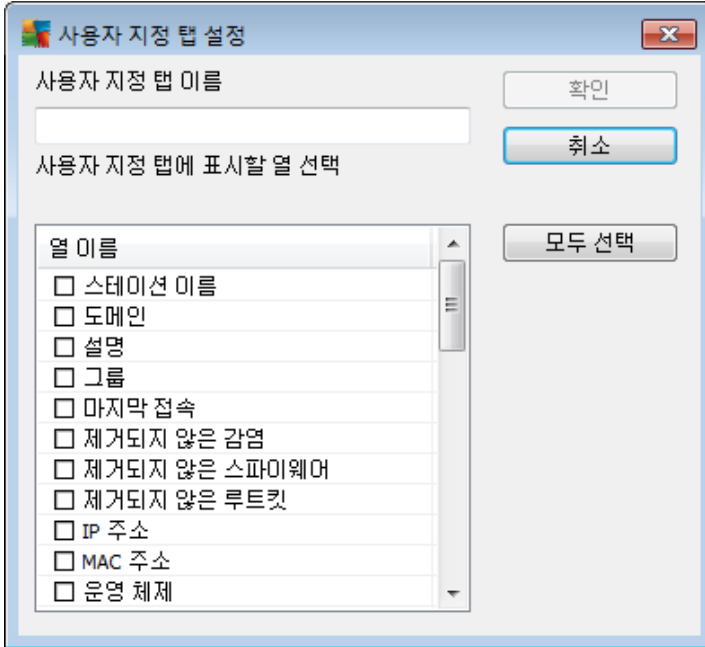 사용자 지정 탭 설정
사용자 지정 탭 이름
확인
취소
사용자 지정 탭에 표시할 열 선택
모두 선택
열 이름
스테이션 이름
도메인
설명
그룹
마지막 접속
제거되지 않은 감염
제거되지 않은 스파이웨어
제거되지 않은 루트킷
IP 주소
MAC 주소
운영 체제